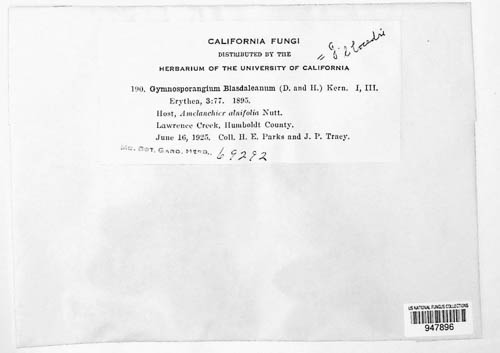 CALIFORNIA FUNGI
DISTRIBUTED BY THE
HERBARIUM OF THE UNIVERSITY OF CALIFORNIA
190. Gymnosporangium Blasdaleanum (D. and H.) Kern. I, III.
Erythea, 3:77. 1895.
Host, Amelanchier alnifolia Nutt.
Lawrence Creek, Humboldt County.
June 16, 1925. Coll. H. E. Parks and J. P. Tracy.
MO. BOT. GARD. HERB., 69292
US NATIONAL FUNGUS COLLECTIONS
947896